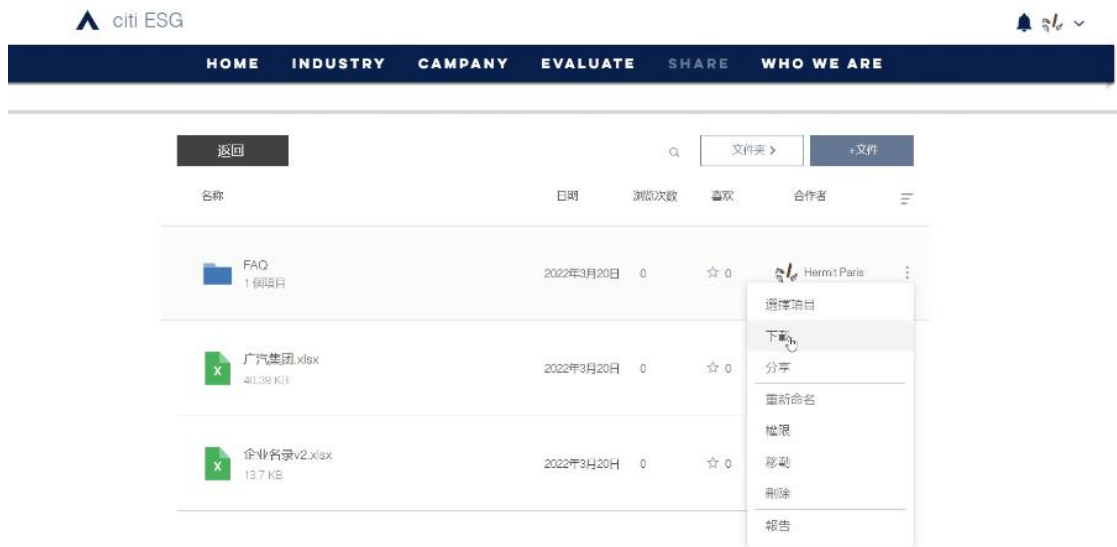 citi ESG
HOME INDUSTRY CAMPANY EVALUATE SHARE WHO WE ARE
返回 文件夹 > +文件
名称 日期 浏览次数 喜欢 合作者
FAQ
1 個項目
2022年3月20日 0 ☆ 0 Hermit Paris
選擇項目
下載
分享
广汽集团.xlsx
40.39 KB
2022年3月20日 0 ☆ 0
重新命名
權限
移動
刪除
企业名录v2.xlsx
13.7 KB
2022年3月20日 0 ☆ 0
報告